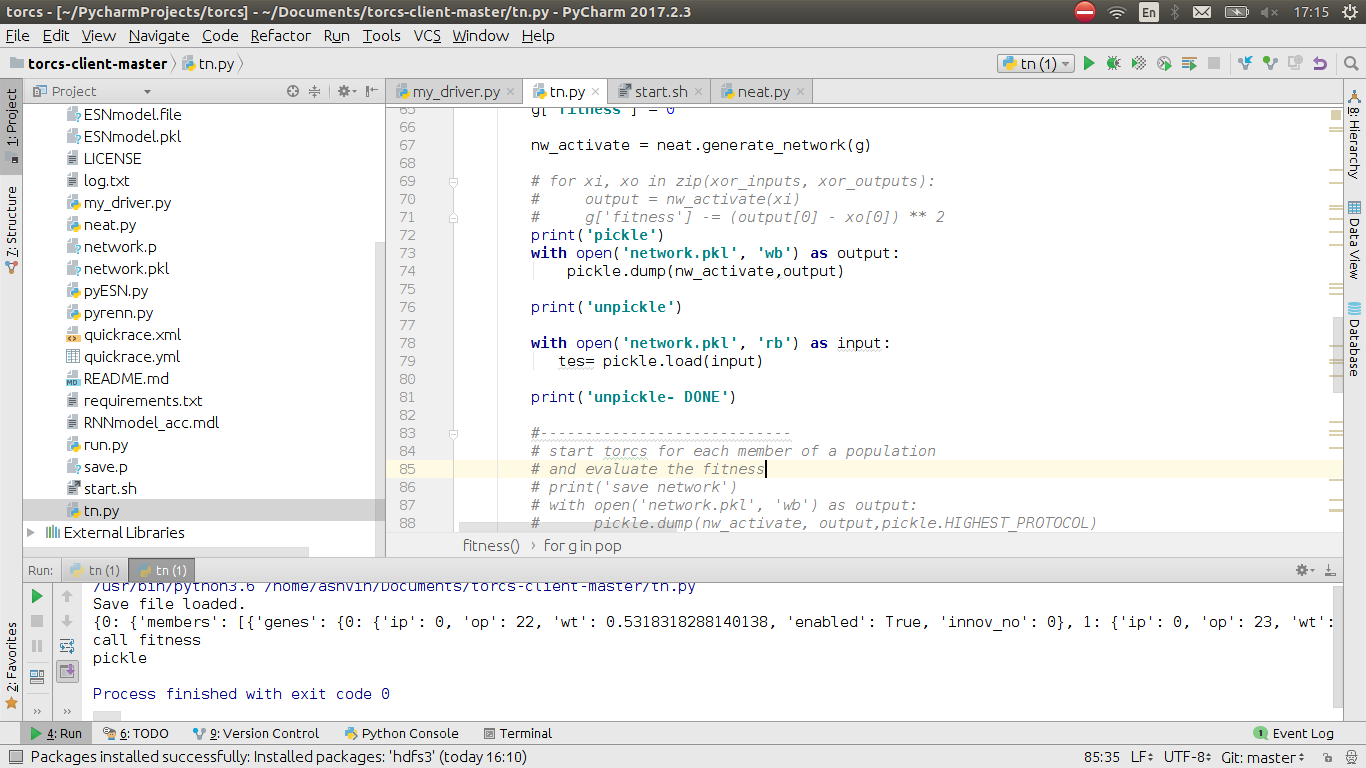 torcs - [~/PycharmProjects/torcs] - ~/Documents/torcs-client-master/tn.py - PyCharm 2017.2.3
En
17:15
File Edit View Navigate Code Refactor Run Tools VCS Window Help
torcs-client-master tn.py
tn (1)
1: Project
7: Structure
2: Favorites
Project
ESNmodel.file
ESNmodel.pkl
LICENSE
log.txt
my_driver.py
neat.py
network.p
network.pkl
pyESN.py
pyrenn.py
quickrace.xml
quickrace.yml
README.md
requirements.txt
RNNmodel_acc.mdl
run.py
save.p
start.sh
tn.py
External Libraries
my_driver.py tn.py start.sh neat.py
65 g['fitness'] = 0
66
67 nw_activate = neat.generate_network(g)
68
69 # for xi, xo in zip(xor_inputs, xor_outputs):
70 #     output = nw_activate(xi)
71 #     g['fitness'] -= (output[0] - xo[0]) ** 2
72 print('pickle')
73 with open('network.pkl', 'wb') as output:
74     pickle.dump(nw_activate,output)
75
76 print('unpickle')
77
78 with open('network.pkl', 'rb') as input:
79    tes= pickle.load(input)
80
81 print('unpickle- DONE')
82
83 #----------------------------
84 # start torcs for each member of a population
85 # and evaluate the fitness
86 # print('save network')
87 # with open('network.pkl', 'wb') as output:
88 #      pickle.dump(nw_activate, output,pickle.HIGHEST_PROTOCOL)
fitness() for g in pop
8: Hierarchy
Data View
Database
Run: tn (1) tn (1)
/usr/bin/python3.6 /home/ashvin/Documents/torcs-client-master/tn.py
Save file loaded.
{0: {'members': [{'genes': {0: {'ip': 0, 'op': 22, 'wt': 0.5318318288140138, 'enabled': True, 'innov_no': 0}, 1: {'ip': 0, 'op': 23, 'wt':
call fitness
pickle
Process finished with exit code 0
4: Run 6: TODO 9: Version Control Python Console Terminal 1 Event Log
Packages installed successfully: Installed packages: 'hdfs3' (today 16:10) 85:35 LF UTF-8 Git: master